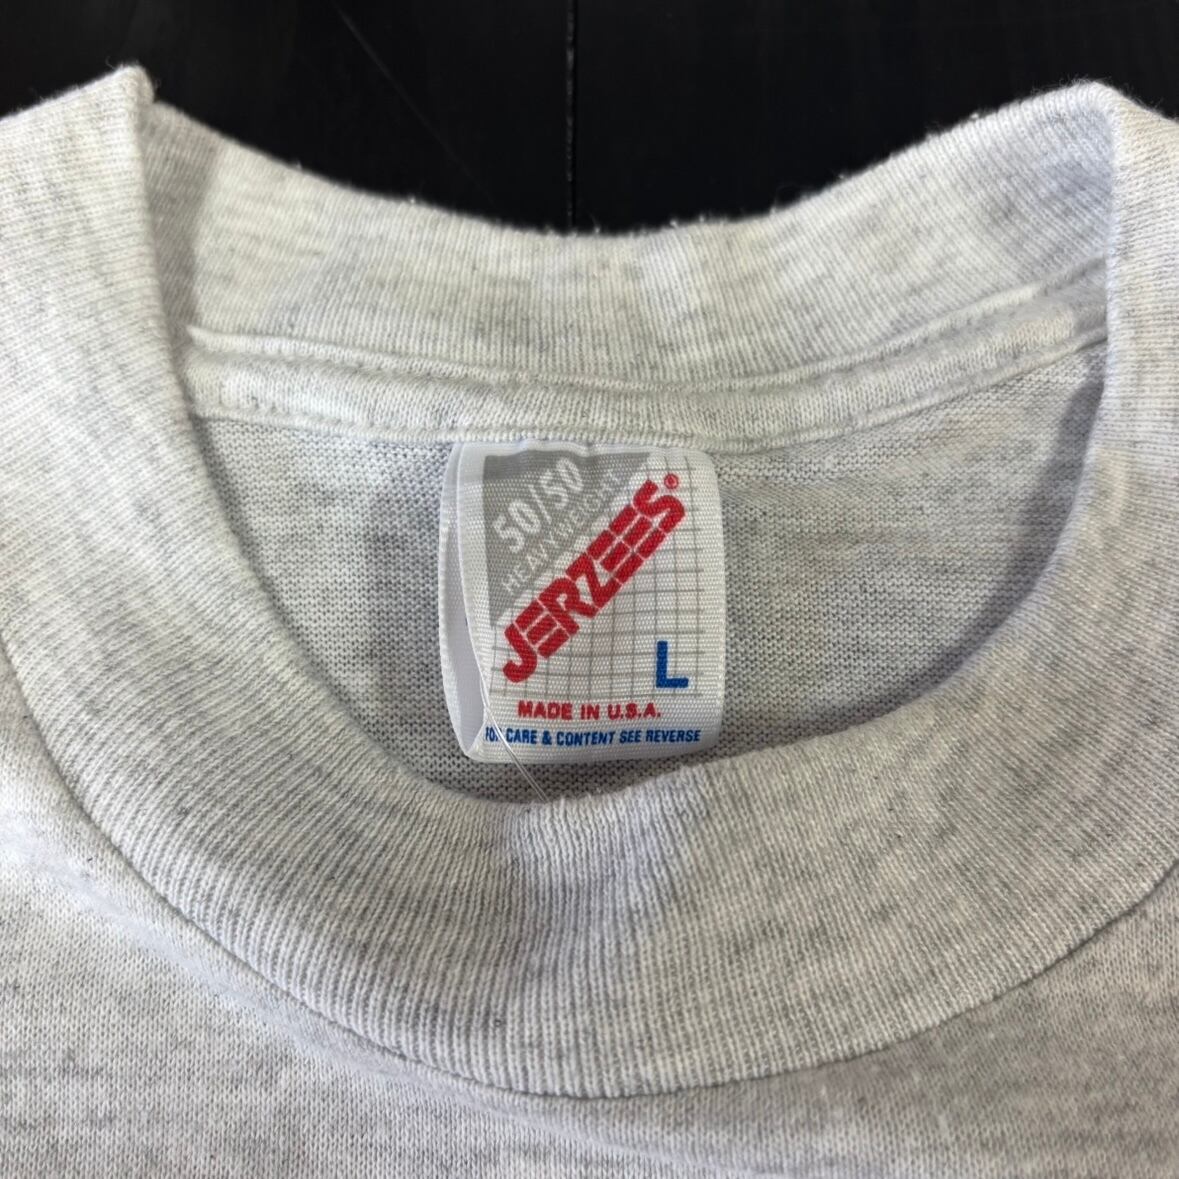 50/50
HEAVYWEIGHT
JERZEES®
L
MADE IN U.S.A.
FOR CARE & CONTENT SEE REVERSE